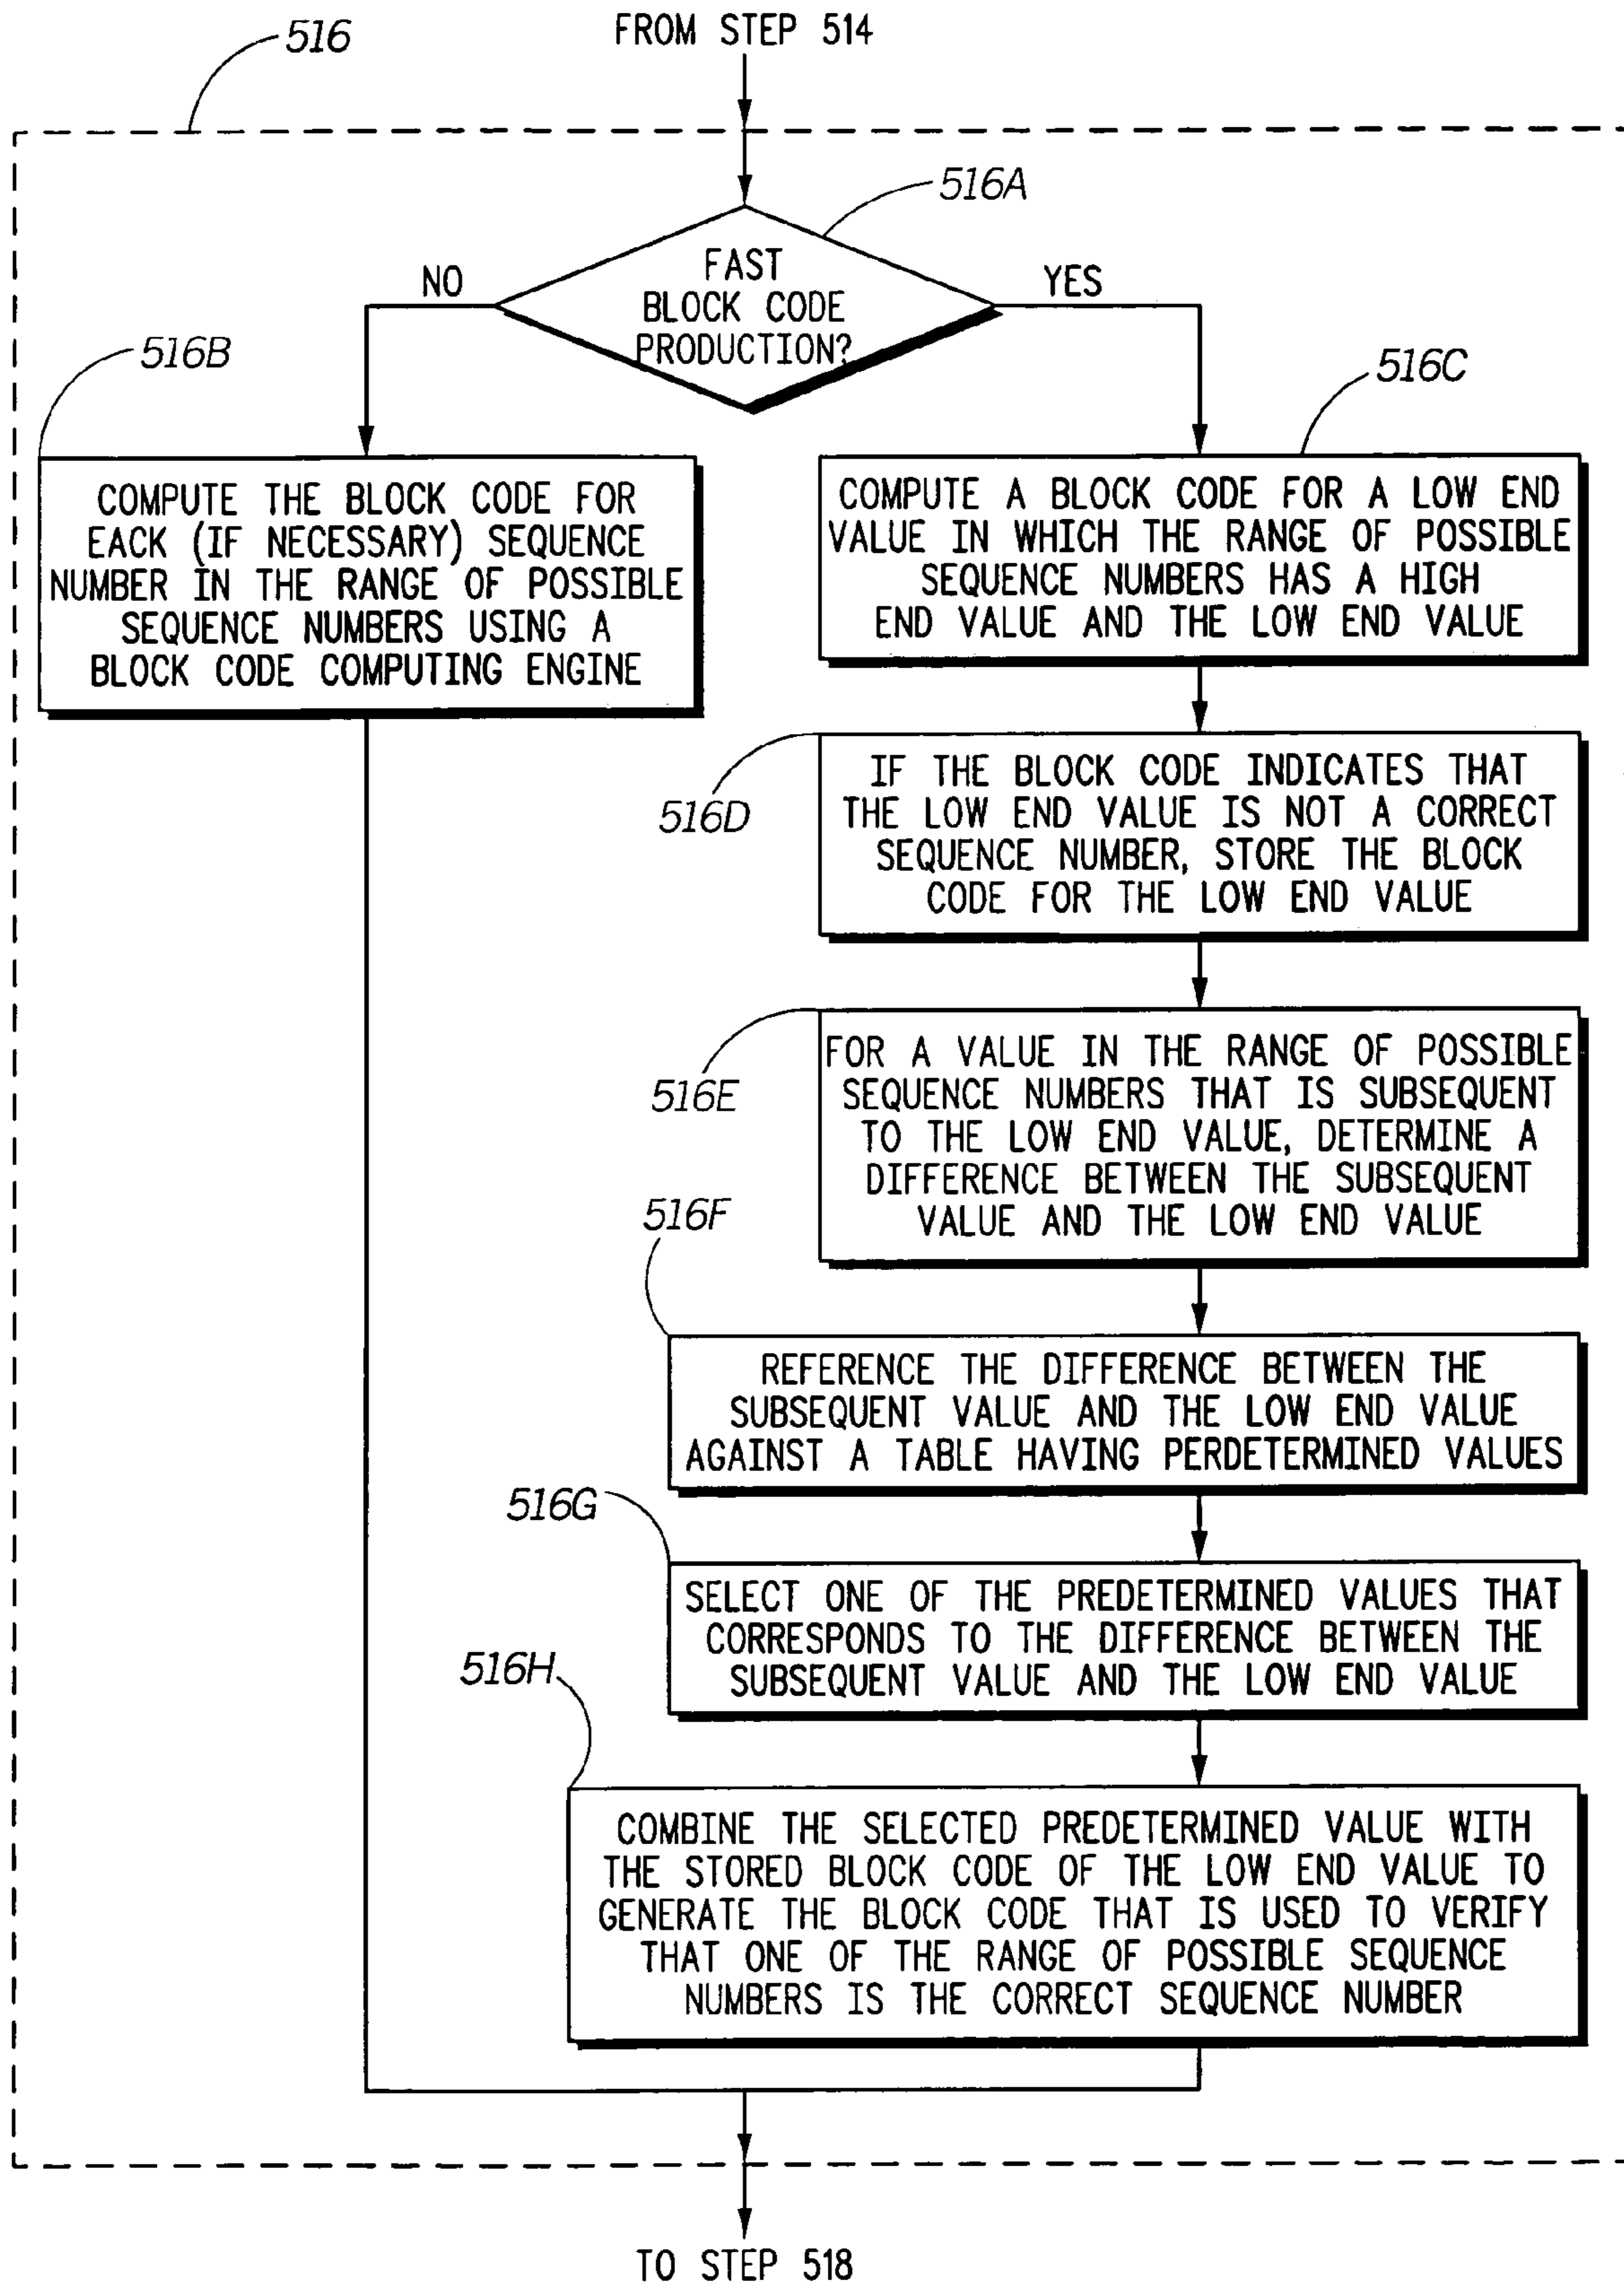 FROM STEP 514
516
516A
FAST
BLOCK CODE
PRODUCTION?
NO
YES
516B
COMPUTE THE BLOCK CODE FOR
EACK (IF NECESSARY) SEQUENCE
NUMBER IN THE RANGE OF POSSIBLE
SEQUENCE NUMBERS USING A
BLOCK CODE COMPUTING ENGINE
516C
COMPUTE A BLOCK CODE FOR A LOW END
VALUE IN WHICH THE RANGE OF POSSIBLE
SEQUENCE NUMBERS HAS A HIGH
END VALUE AND THE LOW END VALUE
516D
IF THE BLOCK CODE INDICATES THAT
THE LOW END VALUE IS NOT A CORRECT
SEQUENCE NUMBER, STORE THE BLOCK
CODE FOR THE LOW END VALUE
516E
FOR A VALUE IN THE RANGE OF POSSIBLE
SEQUENCE NUMBERS THAT IS SUBSEQUENT
TO THE LOW END VALUE, DETERMINE A
DIFFERENCE BETWEEN THE SUBSEQUENT
VALUE AND THE LOW END VALUE
516F
REFERENCE THE DIFFERENCE BETWEEN THE
SUBSEQUENT VALUE AND THE LOW END VALUE
AGAINST A TABLE HAVING PERDETERMINED VALUES
516G
SELECT ONE OF THE PREDETERMINED VALUES THAT
CORRESPONDS TO THE DIFFERENCE BETWEEN THE
SUBSEQUENT VALUE AND THE LOW END VALUE
516H
COMBINE THE SELECTED PREDETERMINED VALUE WITH
THE STORED BLOCK CODE OF THE LOW END VALUE TO
GENERATE THE BLOCK CODE THAT IS USED TO VERIFY
THAT ONE OF THE RANGE OF POSSIBLE SEQUENCE
NUMBERS IS THE CORRECT SEQUENCE NUMBER
TO STEP 518